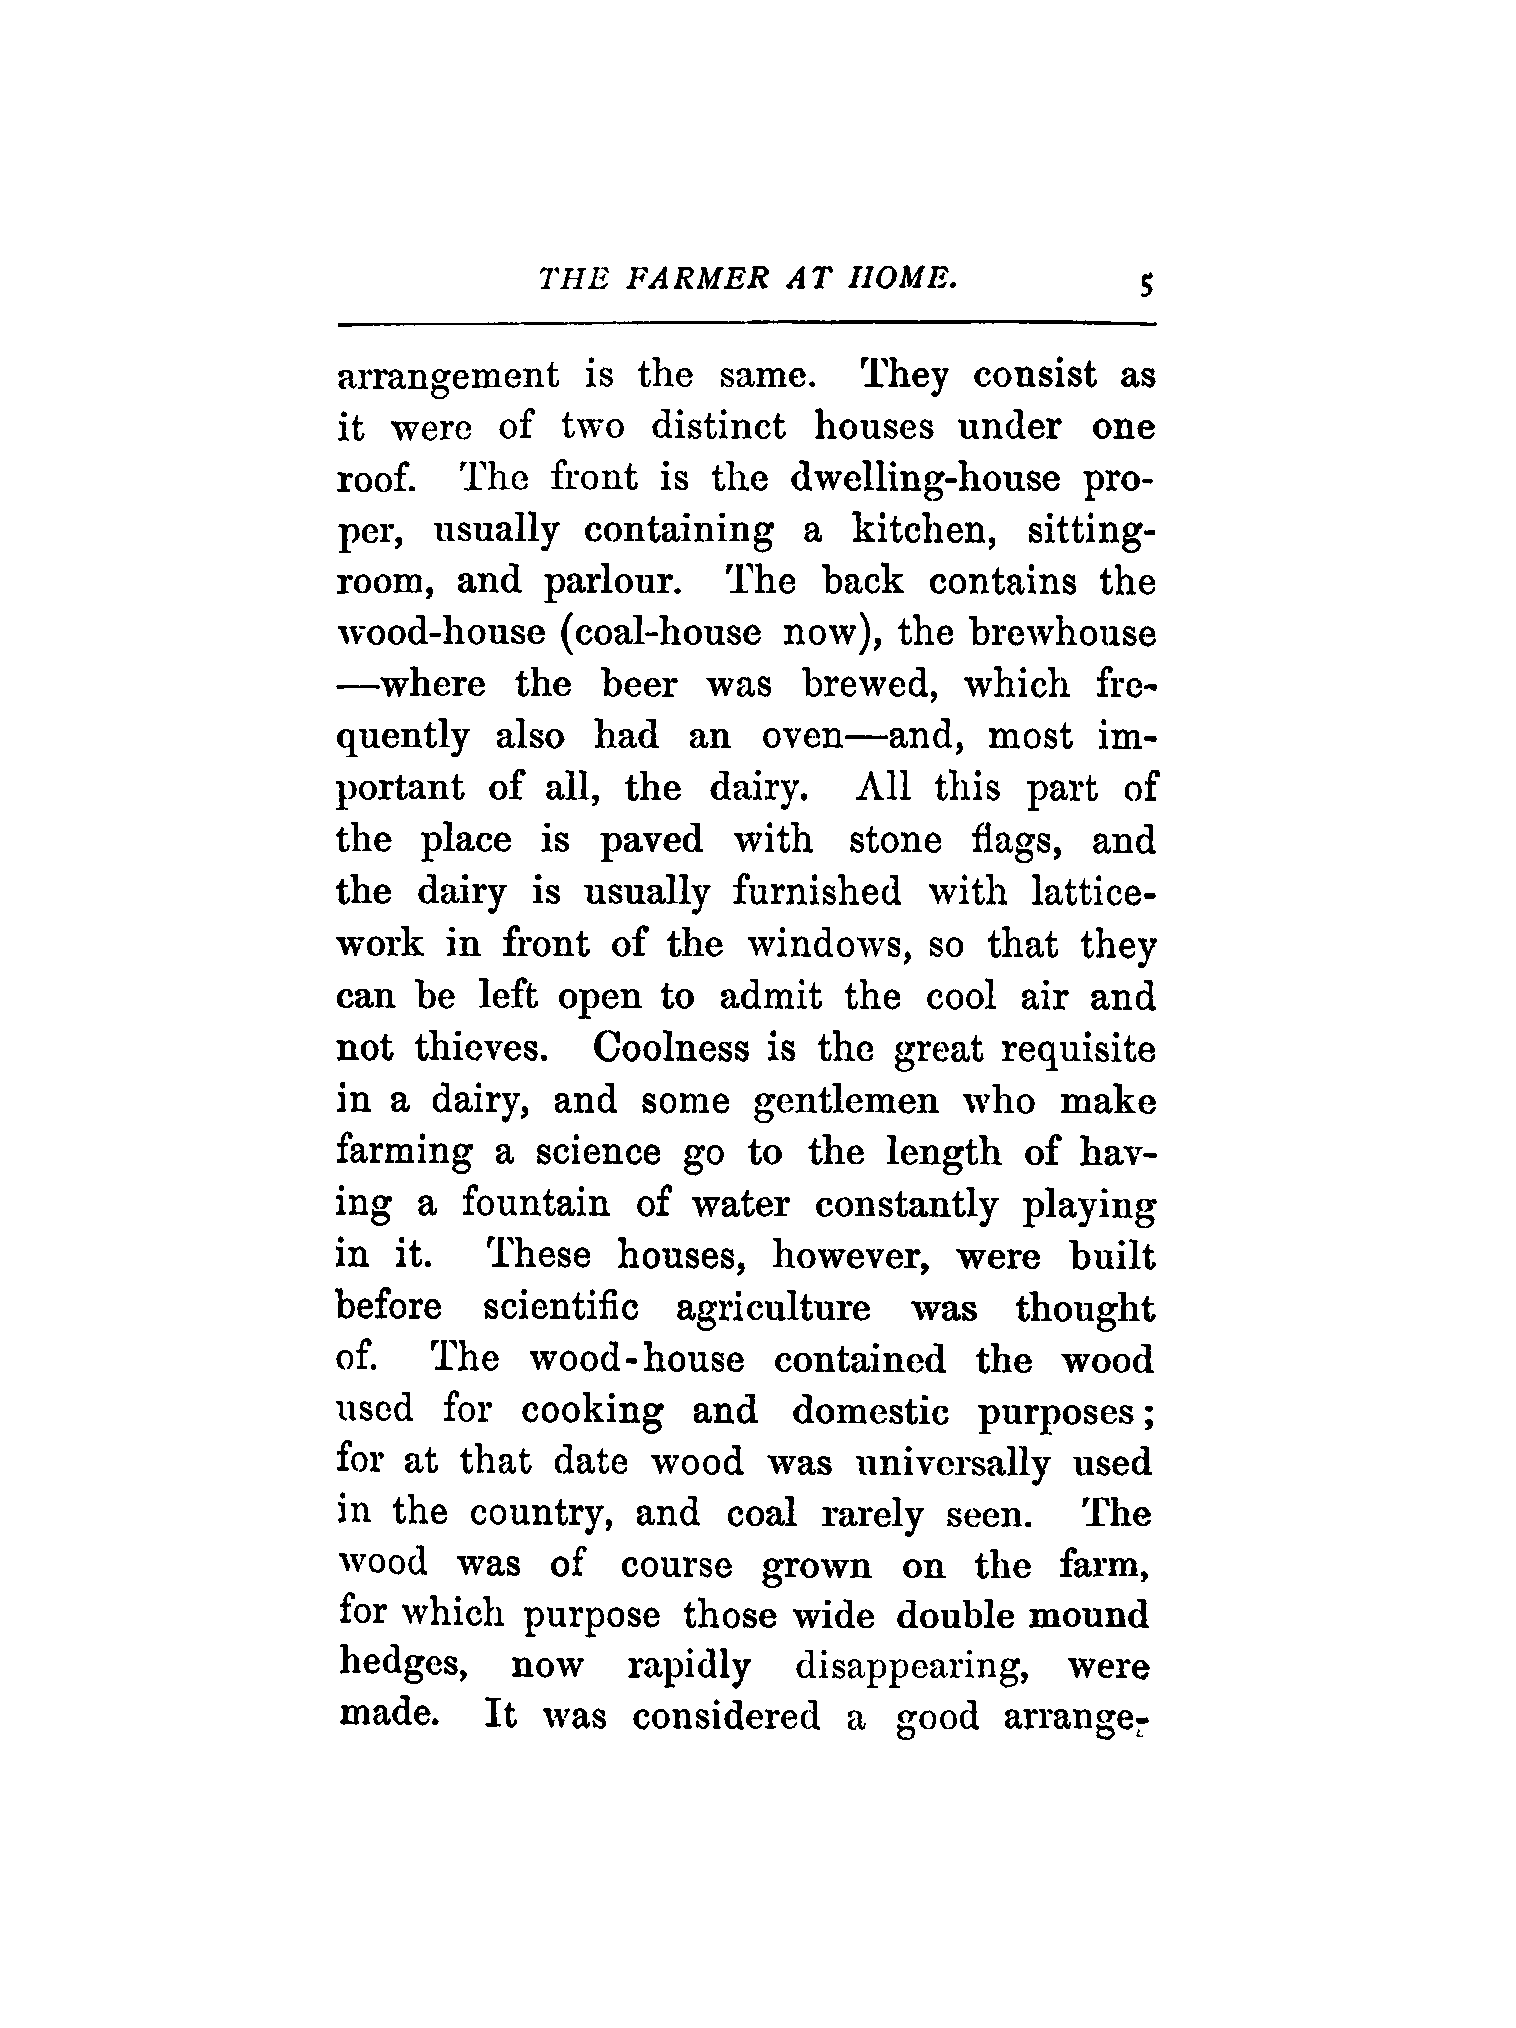 THE FARMER AT HOME. 5
arrangement is the same. They consist as
it were of two distinct houses under one
roof. The front is the dwelling-house pro-
per, usually containing a kitchen, sitting-
room, and parlour. The back contains the
wood-house (coal-house now), the brewhouse
—where the beer was brewed, which fre-
quently also had an oven—and, most im-
portant of all, the dairy. All this part of
the place is paved with stone flags, and
the dairy is usually furnished with lattice-
work in front of the windows, so that they
can be left open to admit the cool air and
not thieves. Coolness is the great requisite
in a dairy, and some gentlemen who make
farming a science go to the length of hav-
ing a fountain of water constantly playing
in it. These houses, however, were built
before scientific agriculture was thought
of. The wood-house contained the wood
used for cooking and domestic purposes;
for at that date wood was universally used
in the country, and coal rarely seen. The
wood was of course grown on the farm,
for which purpose those wide double mound
hedges, now rapidly disappearing, were
made. It was considered a good arrange-